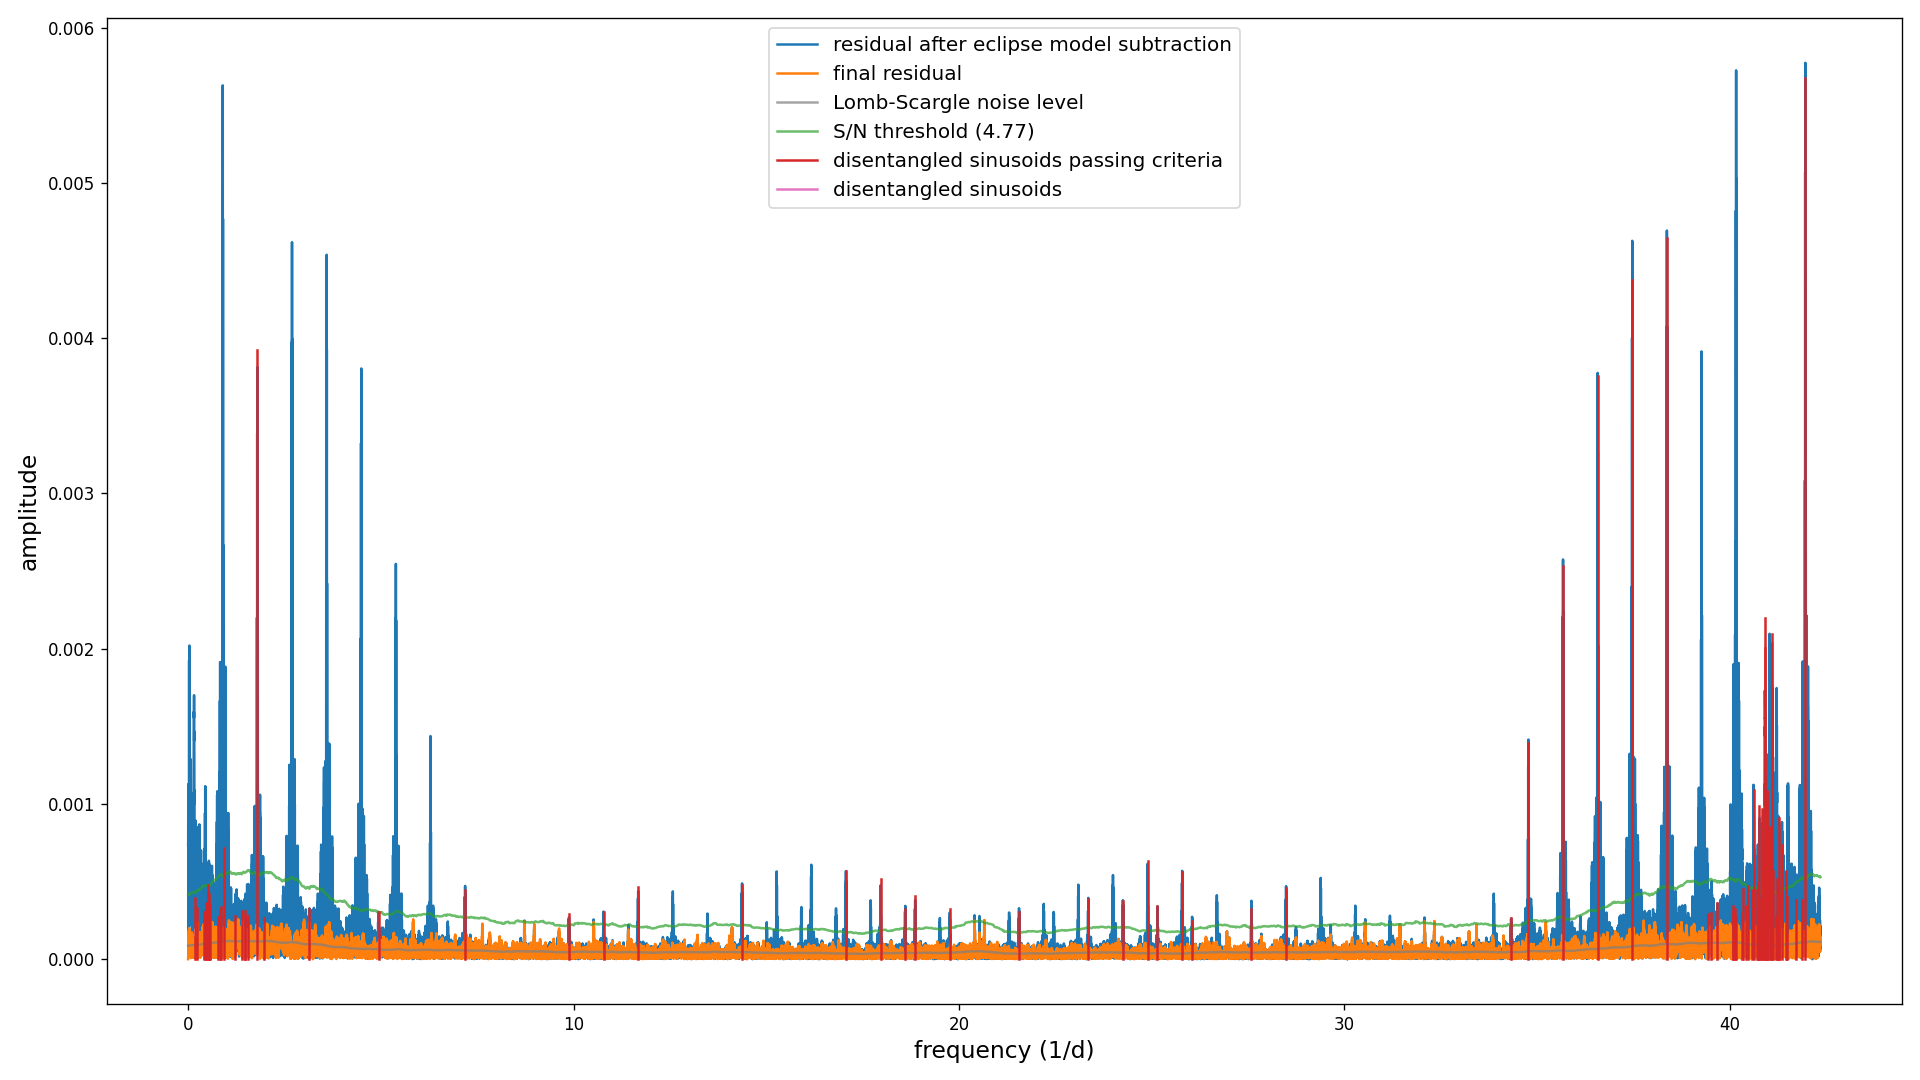 0.006
0.005
0.004
0.003
0.002
0.001
0.000
amplitude
residual after eclipse model subtraction
final residual
Lomb-Scargle noise level
S/N threshold (4.77)
disentangled sinusoids passing criteria
disentangled sinusoids
0 10 20 30 40
frequency (1/d)